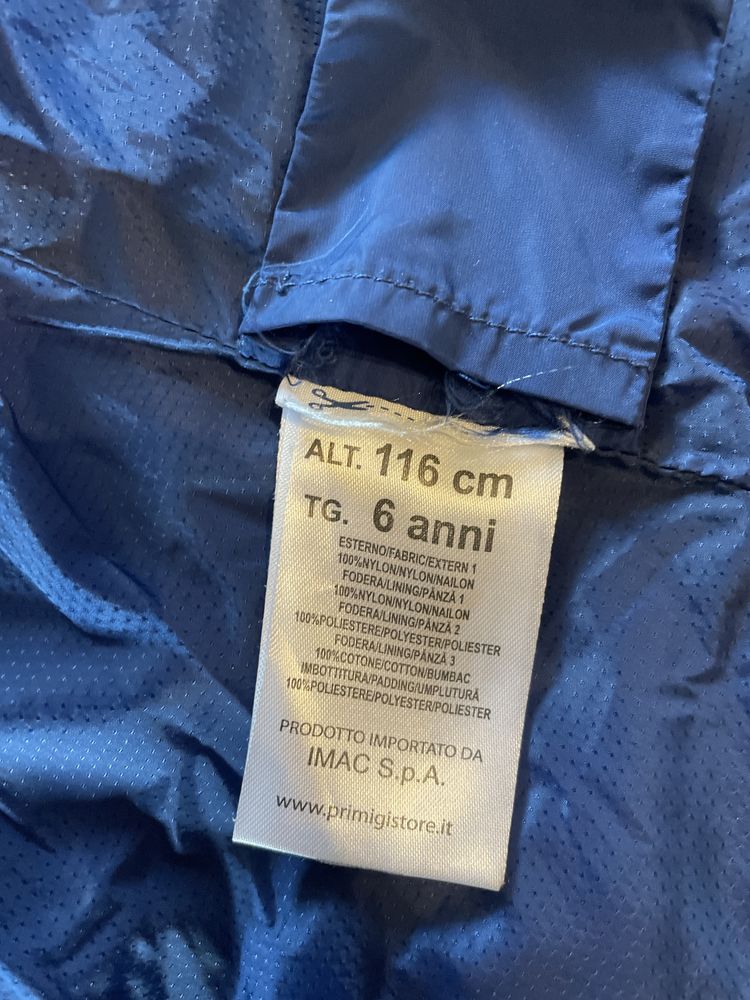 ALT. 116 cm
TG. 6 anni
ESTERNO/FABRIC/EXTERN 1
100%NYLON/NYLON/NAILON
FODERA/LINING/PÂNZĂ 1
100%NYLON/NYLON/NAILON
FODERA/LINING/PÂNZĂ 2
100%POLIESTERE/POLYESTER/POLIESTER
FODERA/LINING/PÂNZĂ 3
100%COTONE/COTTON/BUMBAC
IMBOTTITURA/PADDING/UMPLUTURĂ
100%POLIESTERE/POLYESTER/POLIESTER
PRODOTTO IMPORTATO DA
IMAC S.p.A.
www.primigistore.it